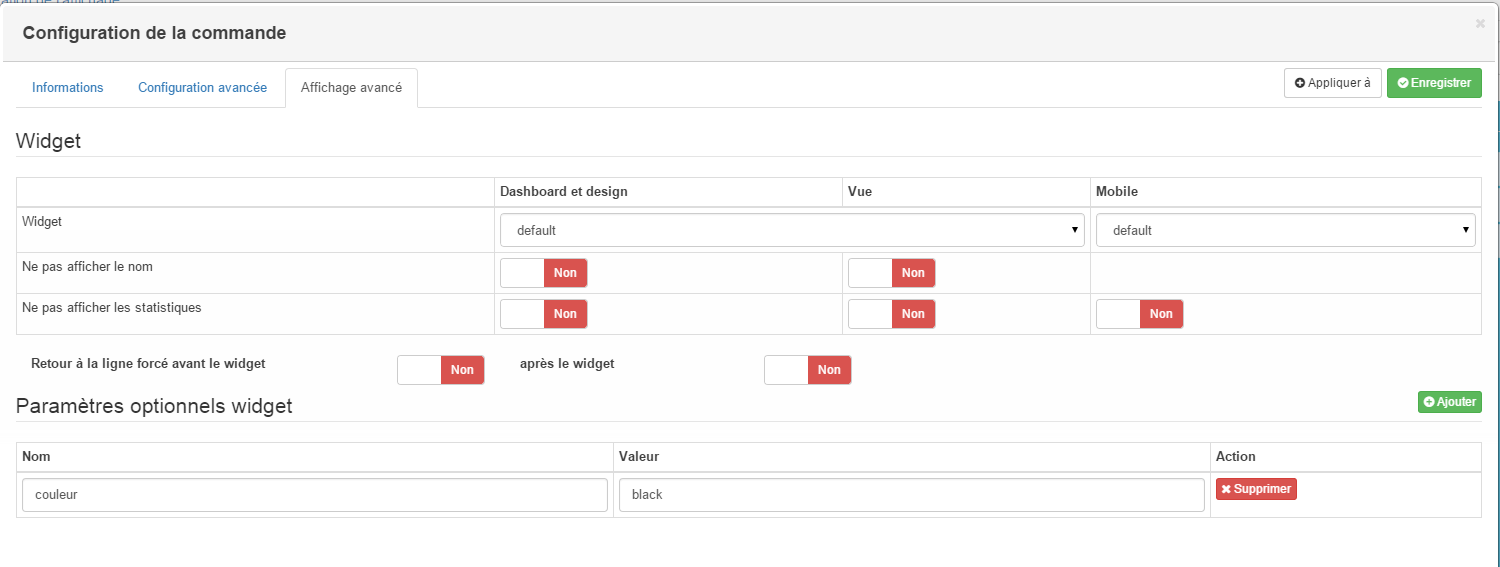 Configuration de la commande ×
Informations Configuration avancée Affichage avancé Appliquer à Enregistrer
Widget
Dashboard et design Vue Mobile
Widget default default
Ne pas afficher le nom Non Non
Ne pas afficher les statistiques Non Non Non
Retour à la ligne forcé avant le widget Non après le widget Non
Paramètres optionnels widget Ajouter
Nom Valeur Action
couleur black Supprimer